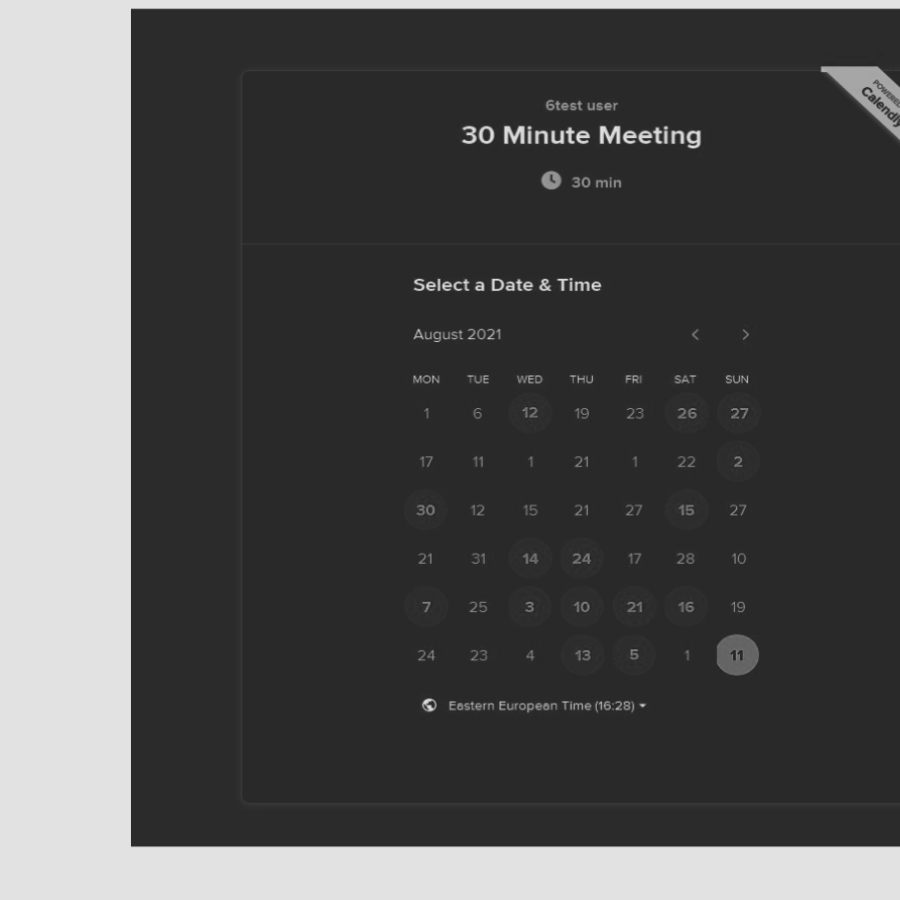 POWERED
Calendly
6test user
30 Minute Meeting
30 min
Select a Date & Time
August 2021
MON TUE WED THU FRI SAT SUN
1 6 12 19 23 26 27
17 11 1 21 1 22 2
30 12 15 21 27 15 27
21 31 14 24 17 28 10
7 25 3 10 21 16 19
24 23 4 13 5 1 11
Eastern European Time (16:28)